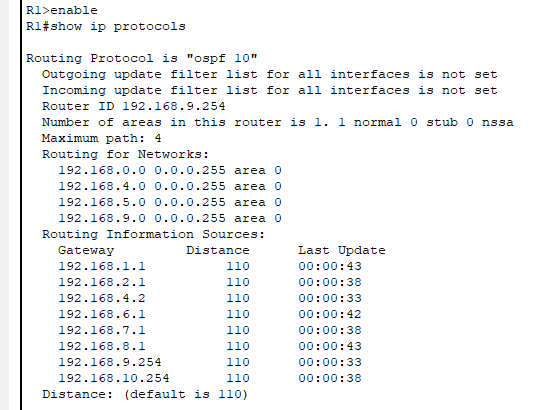 R1>enable
R1#show ip protocols
Routing Protocol is "ospf 10"
Outgoing update filter list for all interfaces is not set
Incoming update filter list for all interfaces is not set
Router ID 192.168.9.254
Number of areas in this router is 1. 1 normal 0 stub 0 nssa
Maximum path: 4
Routing for Networks:
192.168.0.0 0.0.0.255 area 0
192.168.4.0 0.0.0.255 area 0
192.168.5.0 0.0.0.255 area 0
192.168.9.0 0.0.0.255 area 0
Routing Information Sources:
Gateway Distance Last Update
192.168.1.1 110 00:00:43
192.168.2.1 110 00:00:38
192.168.4.2 110 00:00:33
192.168.6.1 110 00:00:42
192.168.7.1 110 00:00:38
192.168.8.1 110 00:00:43
192.168.9.254 110 00:00:33
192.168.10.254 110 00:00:38
Distance: (default is 110)